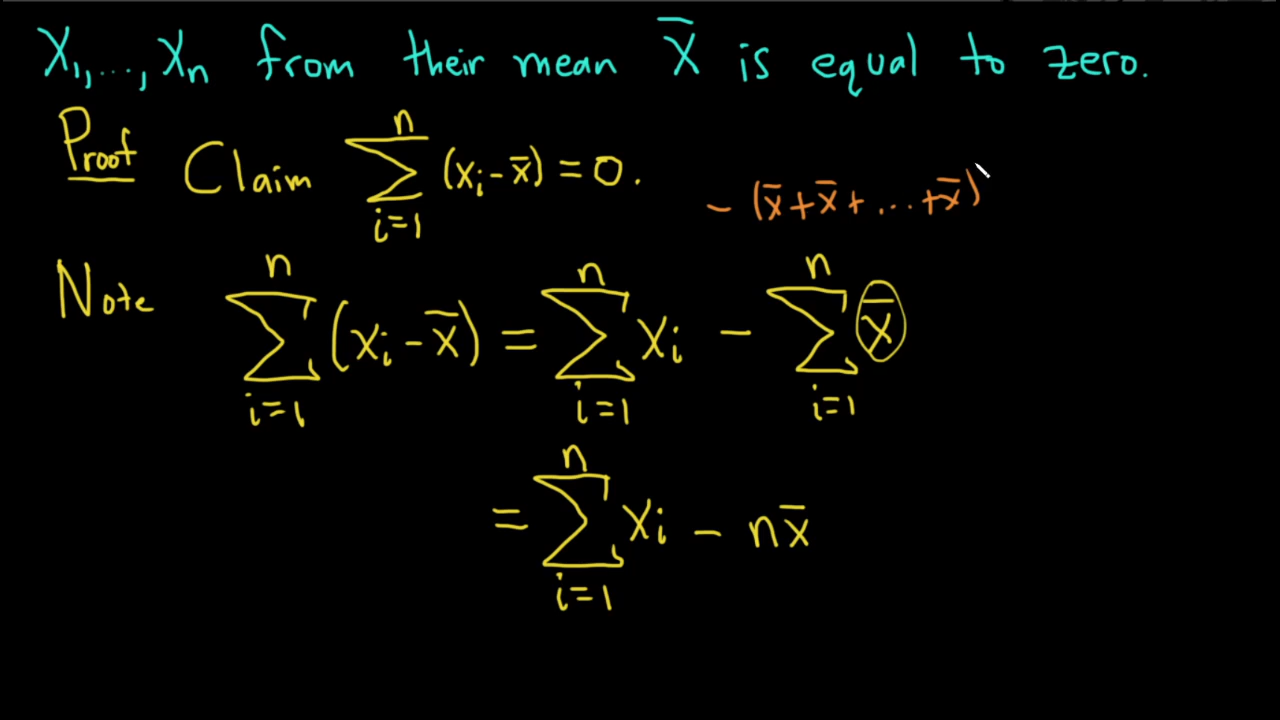 X₁, ..., Xₙ from their mean X̄ is equal to zero.
Proof Claim ∑_{i=1}^{n} (xᵢ - x̄) = 0.
- (x̄ + x̄ + ... + x̄)
Note ∑_{i=1}^{n} (xᵢ - x̄) = ∑_{i=1}^{n} xᵢ - ∑_{i=1}^{n} x̄
= ∑_{i=1}^{n} xᵢ - nx̄